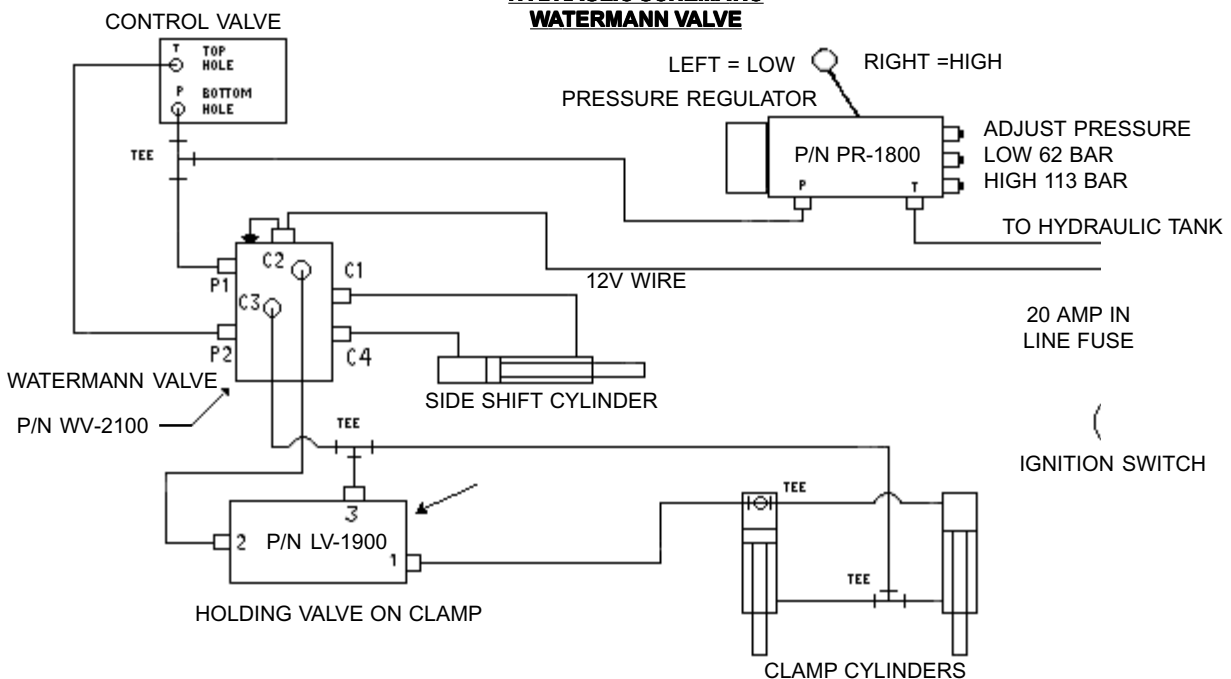 WATERMANN VALVE
CONTROL VALVE
T TOP
HOLE
P BOTTOM
HOLE
TEE
LEFT = LOW
RIGHT =HIGH
PRESSURE REGULATOR
P/N PR-1800
P T
ADJUST PRESSURE
LOW 62 BAR
HIGH 113 BAR
TO HYDRAULIC TANK
12V WIRE
20 AMP IN
LINE FUSE
IGNITION SWITCH
C2
C1
P1
C3
P2
C4
WATERMANN VALVE
P/N WV-2100
SIDE SHIFT CYLINDER
TEE
3
2 P/N LV-1900
1
HOLDING VALVE ON CLAMP
TEE
TEE
CLAMP CYLINDERS